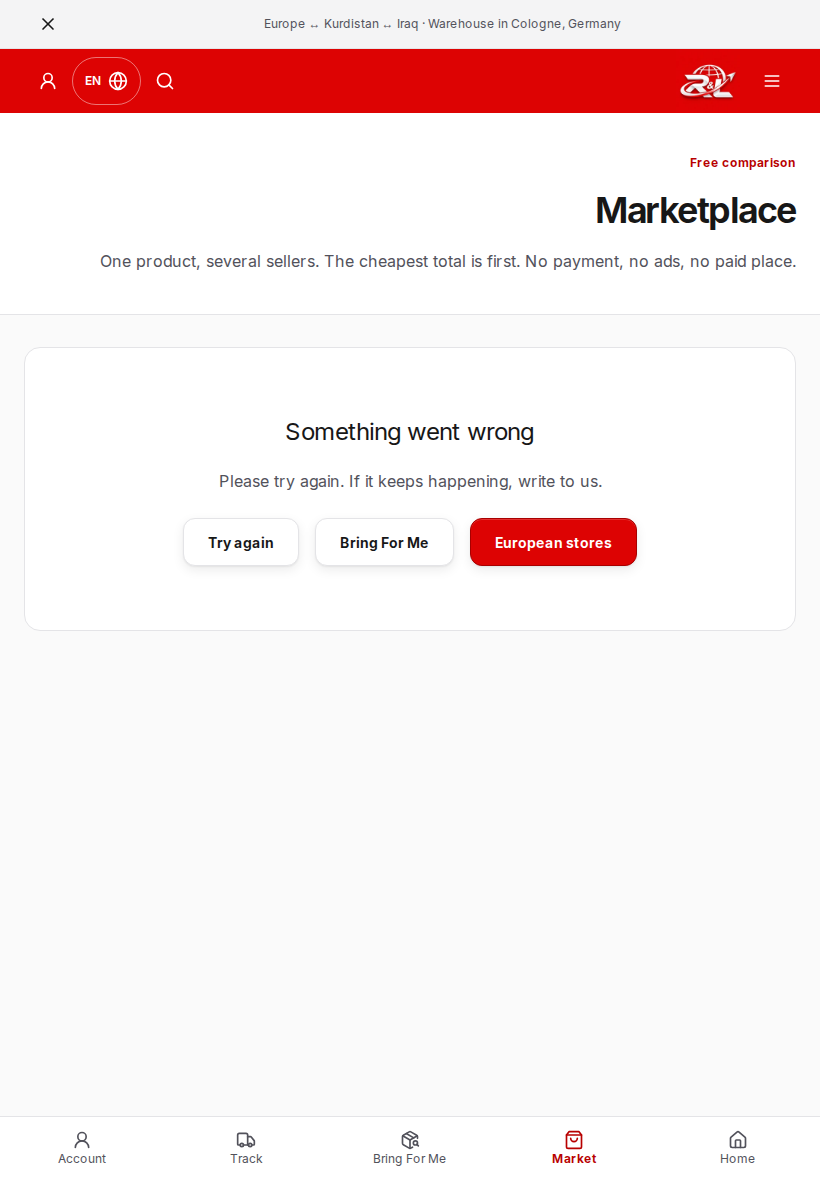 Europe ↔ Kurdistan ↔ Iraq · Warehouse in Cologne, Germany
EN
R&L
Free comparison
Marketplace
One product, several sellers. The cheapest total is first. No payment, no ads, no paid place.
Something went wrong
Please try again. If it keeps happening, write to us.
Try again
Bring For Me
European stores
Account
Track
Bring For Me
Market
Home